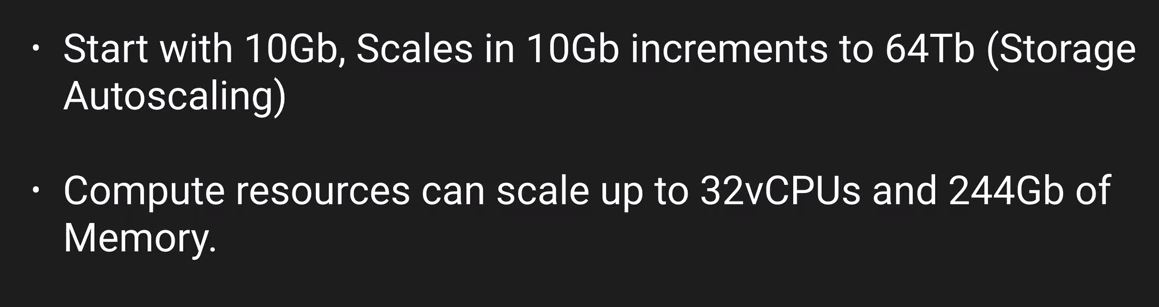 • Start with 10Gb, Scales in 10Gb increments to 64Tb (Storage
Autoscaling)
• Compute resources can scale up to 32vCPUs and 244Gb of
Memory.